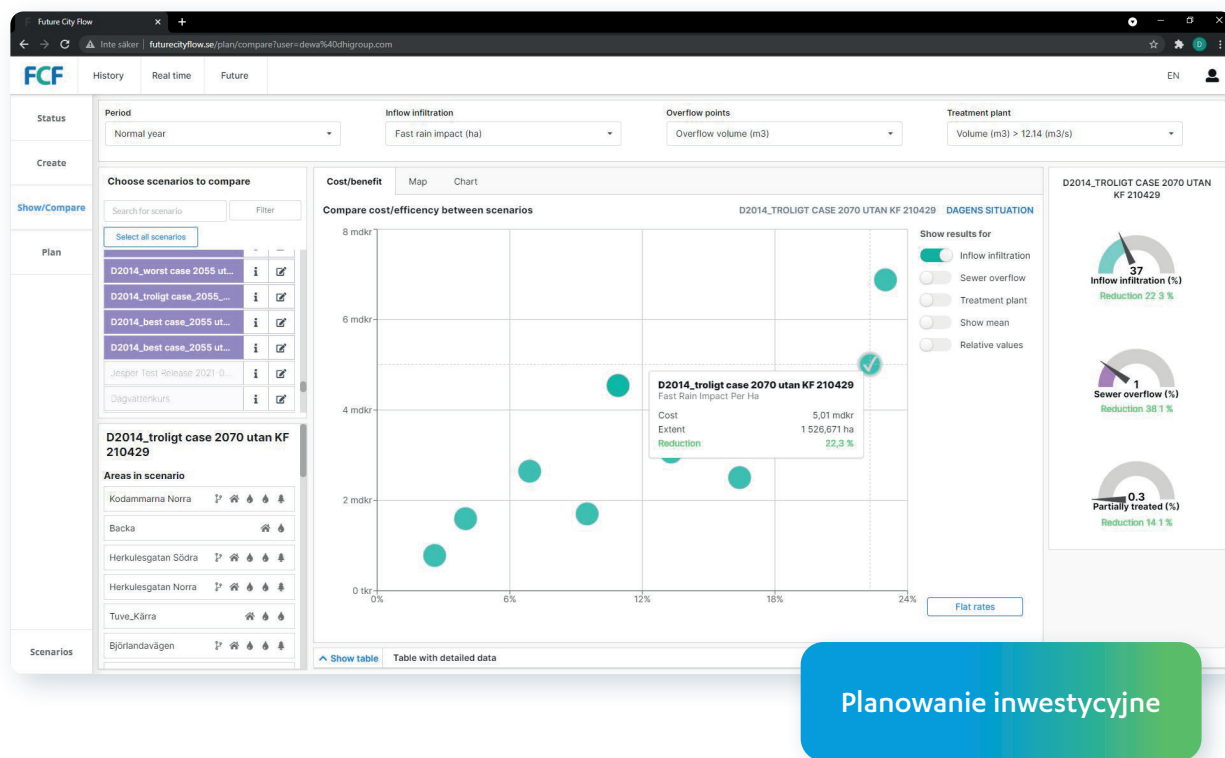 Future City Flow
Inte säker | futurecityflow.se/plan/compare?user=dewa%40dhigroup.com
D
FCF
History
Real time
Future
EN
Status
Create
Show/Compare
Plan
Scenarios
Period
Normal year
Inflow infiltration
Fast rain impact (ha)
Overflow points
Overflow volume (m3)
Treatment plant
Volume (m3) > 12.14 (m3/s)
Choose scenarios to compare
Search for scenario
Filter
Select all scenarios
D2014_worst case 2055 ut...
D2014_troligt case_2055_...
D2014_best case_2055 ut...
D2014_best case_2055 ut...
Jesper Test Release 2021-0...
Dagvattenkurs
D2014_troligt case 2070 utan KF
210429
Areas in scenario
Kodammarna Norra
Backa
Herkulesgatan Södra
Herkulesgatan Norra
Tuve_Kärra
Björlandavägen
Cost/benefit
Map
Chart
Compare cost/efficency between scenarios
D2014_TROLIGT CASE 2070 UTAN KF 210429
DAGENS SITUATION
8 mdkr
6 mdkr
4 mdkr
2 mdkr
0 tkr
0%
6%
12%
18%
24%
D2014_troligt case 2070 utan KF 210429
Fast Rain Impact Per Ha
Cost 5,01 mdkr
Extent 1 526,671 ha
Reduction 22,3 %
Show results for
Inflow infiltration
Sewer overflow
Treatment plant
Show mean
Relative values
Flat rates
Show table
Table with detailed data
D2014_TROLIGT CASE 2070 UTAN
KF 210429
37
Inflow infiltration (%)
Reduction 22 3 %
1
Sewer overflow (%)
Reduction 38 1 %
0.3
Partially treated (%)
Reduction 14 1 %
Planowanie inwestycyjne